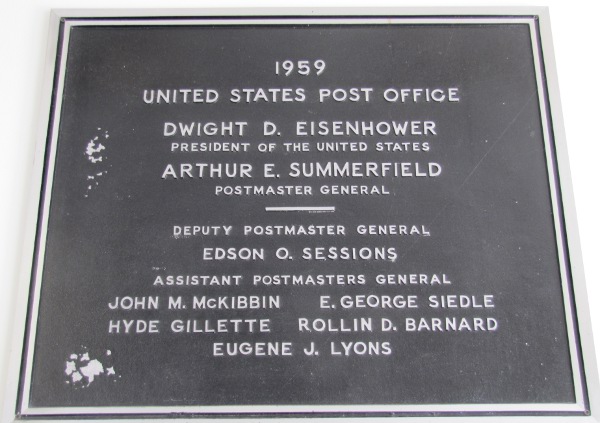 1959
UNITED STATES POST OFFICE
DWIGHT D. EISENHOWER
PRESIDENT OF THE UNITED STATES
ARTHUR E. SUMMERFIELD
POSTMASTER GENERAL
DEPUTY POSTMASTER GENERAL
EDSON O. SESSIONS
ASSISTANT POSTMASTERS GENERAL
JOHN M. McKIBBIN E. GEORGE SIEDLE
HYDE GILLETTE ROLLIN D. BARNARD
EUGENE J. LYONS